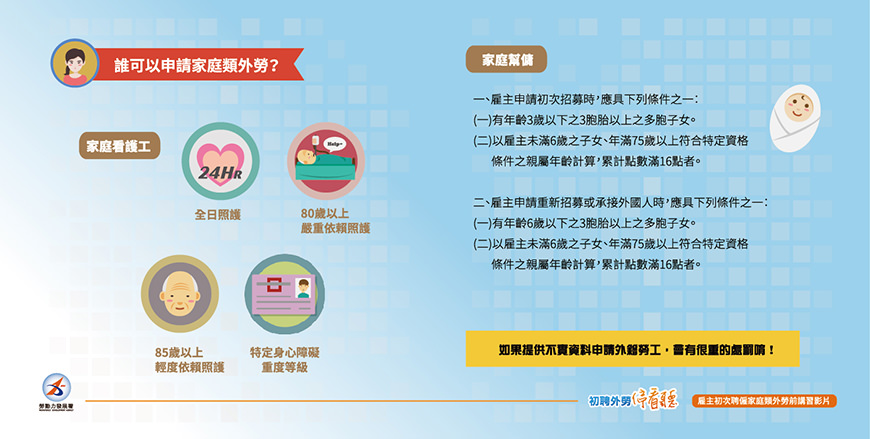 誰可以申請家庭類外勞？
家庭看護工
24HR
全日照護
Help~
80歲以上
嚴重依賴照護
85歲以上
輕度依賴照護
特定身心障礙
重度等級
勞動力發展署
家庭幫傭
一、雇主申請初次招募時，應具下列條件之一：
(一)有年齡3歲以下之3胞胎以上之多胞子女。
(二)以雇主未滿6歲之子女、年滿75歲以上符合特定資格
條件之親屬年齡計算，累計點數滿16點者。
二、雇主申請重新招募或承接外國人時，應具下列條件之一：
(一)有年齡6歲以下之3胞胎以上之多胞子女。
(二)以雇主未滿6歲之子女、年滿75歲以上符合特定資格
條件之親屬年齡計算，累計點數滿16點者。
如果提供不實資料申請外籍勞工，會有很重的處罰唷！
初聘外勞停看聽
雇主初次聘僱家庭類外勞前講習影片